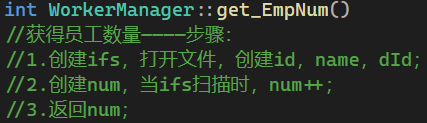 int WorkerManager::get_EmpNum()
//获得员工数量----步骤：
//1.创建ifs，打开文件，创建id，name，dId；
//2.创建num，当ifs扫描时，num++；
//3.返回num；